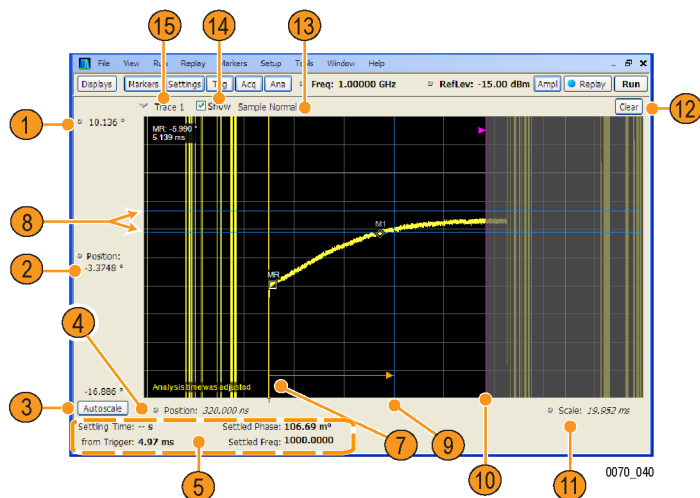 15
14
13
File View Run Replay Markers Setup Tools Window Help
Displays Markers Settings Trig Acq Ana Freq: 1.00000 GHz RefLev: -15.00 dBm Ampl Replay Run
Trace 1 Show Sample Normal Clear
12
1
10.136 °
MR: -5.990 °
5.139 ms
8
M1
Position:
2
-3.3748 °
MR
4
-16.886 °
Analysis time was adjusted
3
Autoscale
Position: 320.000 ns
Scale: 19.952 ms
Settling Time: -- s Settled Phase: 106.69 m°
from Trigger: 4.97 ms Settled Freq: 1000.0000
5
7
9
10
11
0070_040